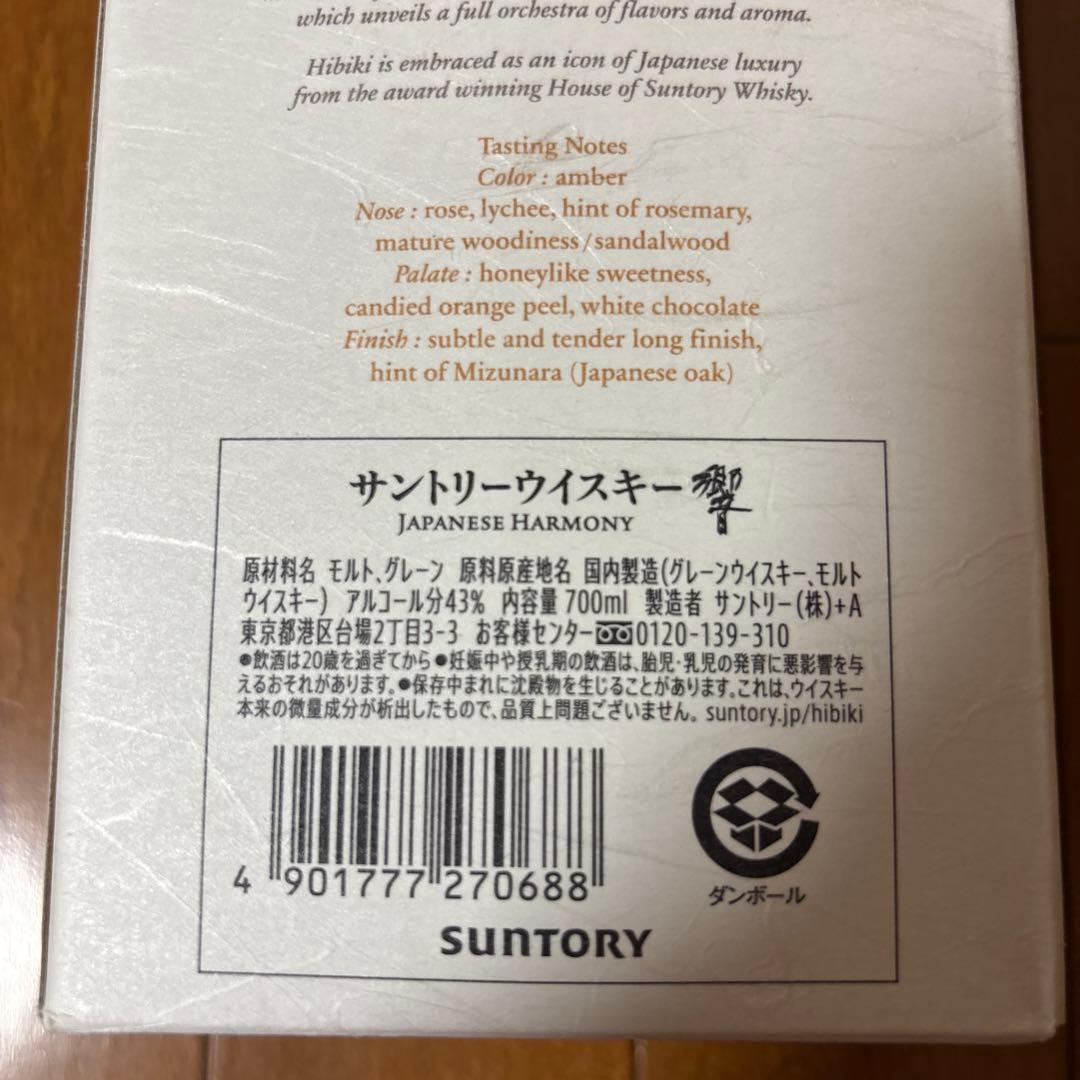 which unveils a full orchestra of flavors and aroma.
Hibiki is embraced as an icon of Japanese luxury
from the award winning House of Suntory Whisky.
Tasting Notes
Color : amber
Nose : rose, lychee, hint of rosemary,
mature woodiness/sandalwood
Palate : honeylike sweetness,
candied orange peel, white chocolate
Finish : subtle and tender long finish,
hint of Mizunara (Japanese oak)
サントリーウイスキー響
JAPANESE HARMONY
原材料名 モルト、グレーン 原料原産地名 国内製造(グレーンウイスキー、モルト
ウイスキー) アルコール分43% 内容量 700ml 製造者 サントリー(株)+A
東京都港区台場2丁目3-3 お客様センター 0120-139-310
●飲酒は20歳を過ぎてから●妊娠中や授乳期の飲酒は、胎児・乳児の発育に悪影響を与
えるおそれがあります。●保存中まれに沈殿物を生じることがあります。これは、ウイスキー
本来の微量成分が析出したもので、品質上問題ございません。 suntory.jp/hibiki
4 901777 270688
ダンボール
SUNTORY